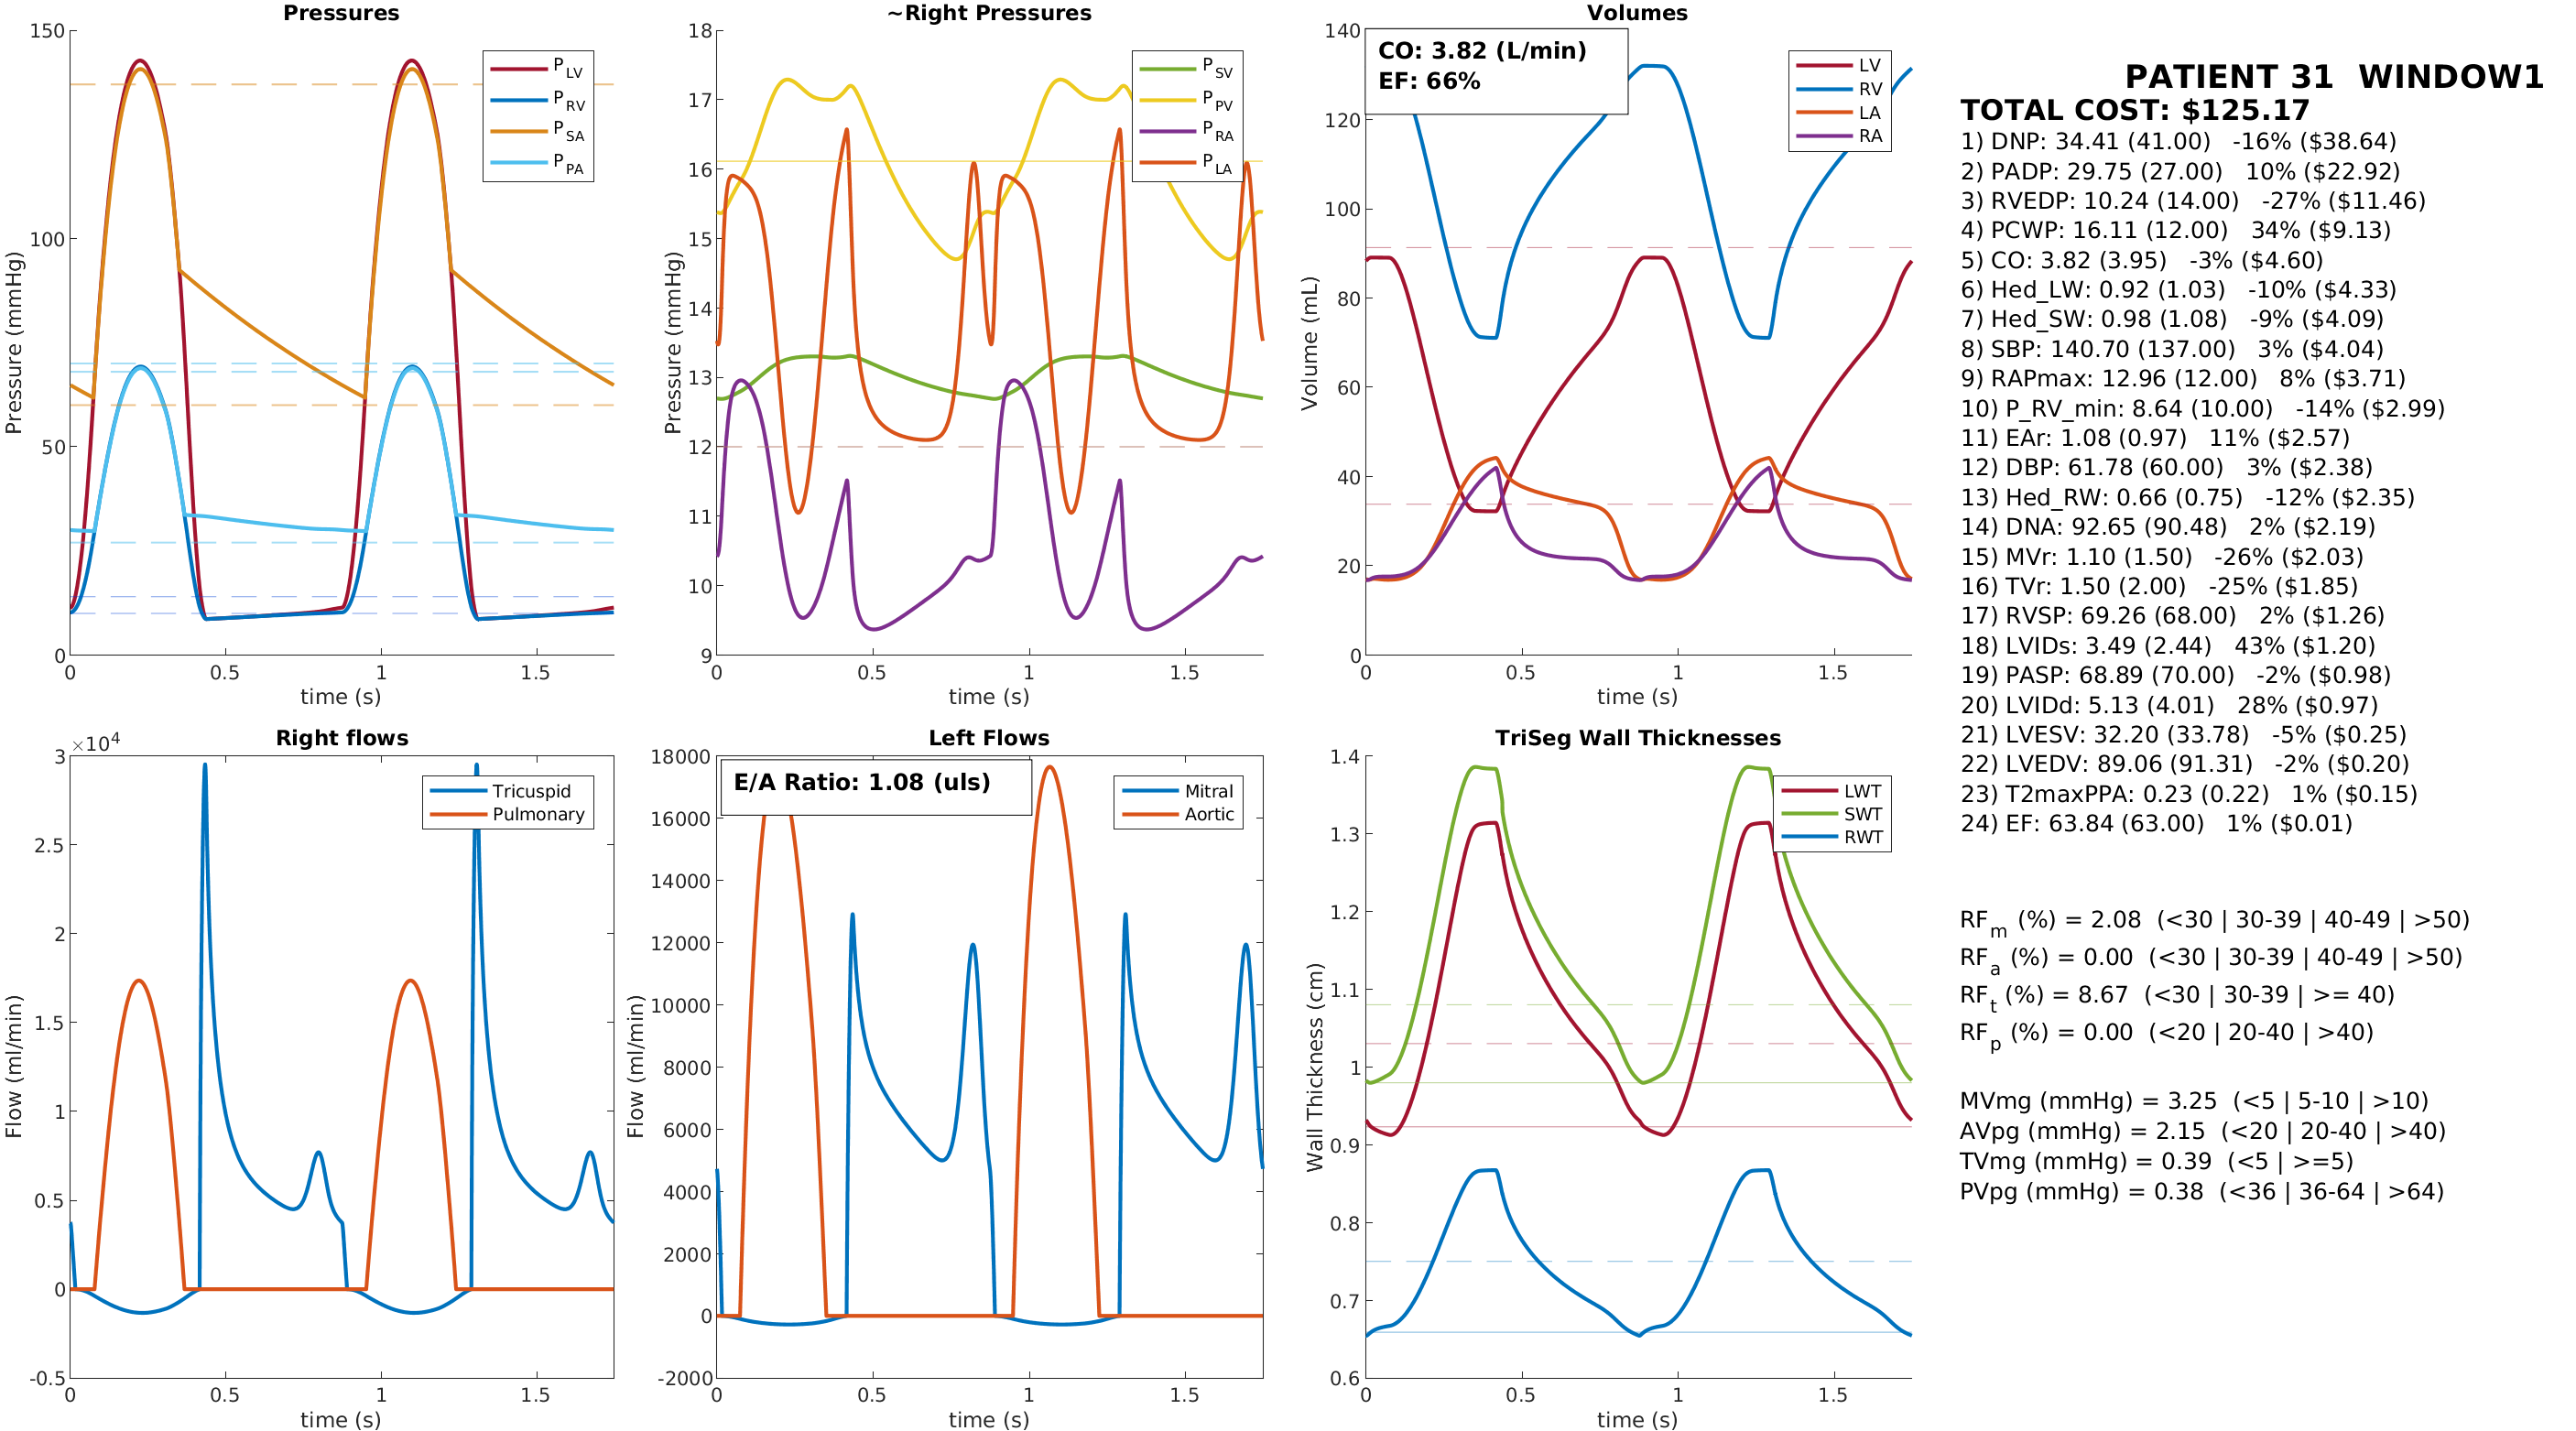 Pressures
150
100
50
0
0
0.5
1
1.5
Pressure (mmHg)
time (s)
P LV
P RV
P SA
P PA
~Right Pressures
18
17
16
15
14
13
12
11
10
9
0
0.5
1
1.5
Pressure (mmHg)
time (s)
P SV
P PV
P RA
P LA
Volumes
140
120
100
80
60
40
20
0
0
0.5
1
1.5
Volume (mL)
time (s)
CO: 3.82 (L/min)
EF: 66%
LV
RV
LA
RA
PATIENT 31 WINDOW1
TOTAL COST: $125.17
1) DNP: 34.41 (41.00) -16% ($38.64)
2) PADP: 29.75 (27.00) 10% ($22.92)
3) RVEDP: 10.24 (14.00) -27% ($11.46)
4) PCWP: 16.11 (12.00) 34% ($9.13)
5) CO: 3.82 (3.95) -3% ($4.60)
6) Hed_LW: 0.92 (1.03) -10% ($4.33)
7) Hed_SW: 0.98 (1.08) -9% ($4.09)
8) SBP: 140.70 (137.00) 3% ($4.04)
9) RAPmax: 12.96 (12.00) 8% ($3.71)
10) P_RV_min: 8.64 (10.00) -14% ($2.99)
11) EAr: 1.08 (0.97) 11% ($2.57)
12) DBP: 61.78 (60.00) 3% ($2.38)
13) Hed_RW: 0.66 (0.75) -12% ($2.35)
14) DNA: 92.65 (90.48) 2% ($2.19)
15) MVr: 1.10 (1.50) -26% ($2.03)
16) TVr: 1.50 (2.00) -25% ($1.85)
17) RVSP: 69.26 (68.00) 2% ($1.26)
18) LVIDs: 3.49 (2.44) 43% ($1.20)
19) PASP: 68.89 (70.00) -2% ($0.98)
20) LVIDd: 5.13 (4.01) 28% ($0.97)
21) LVESV: 32.20 (33.78) -5% ($0.25)
22) LVEDV: 89.06 (91.31) -2% ($0.20)
23) T2maxPPA: 0.23 (0.22) 1% ($0.15)
24) EF: 63.84 (63.00) 1% ($0.01)
RF m (%) = 2.08 (<30 | 30-39 | 40-49 | >50)
RF a (%) = 0.00 (<30 | 30-39 | 40-49 | >50)
RF t (%) = 8.67 (<30 | 30-39 | >= 40)
RF p (%) = 0.00 (<20 | 20-40 | >40)
MVmg (mmHg) = 3.25 (<5 | 5-10 | >10)
AVpg (mmHg) = 2.15 (<20 | 20-40 | >40)
TVmg (mmHg) = 0.39 (<5 | >=5)
PVpg (mmHg) = 0.38 (<36 | 36-64 | >64)
Right flows
×10^4
3
2.5
2
1.5
1
0.5
0
-0.5
0
0.5
1
1.5
Flow (ml/min)
time (s)
Tricuspid
Pulmonary
Left Flows
18000
16000
14000
12000
10000
8000
6000
4000
2000
0
-2000
0
0.5
1
1.5
Flow (ml/min)
time (s)
E/A Ratio: 1.08 (uls)
Mitral
Aortic
TriSeg Wall Thicknesses
1.4
1.3
1.2
1.1
1
0.9
0.8
0.7
0.6
0
0.5
1
1.5
Wall Thickness (cm)
time (s)
LWT
SWT
RWT